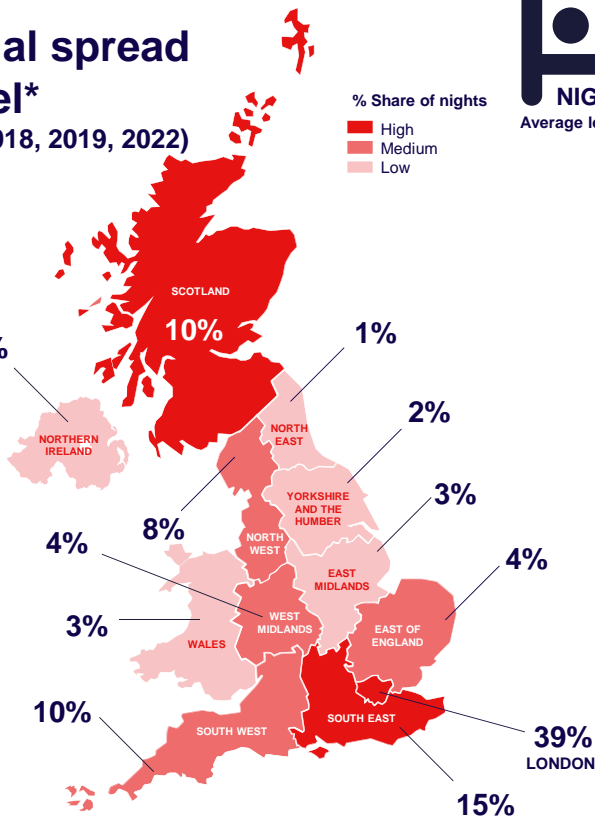 al spread
el*
018, 2019, 2022)
% Share of nights
High
Medium
Low
NIG
Average le
SCOTLAND
10%
1%
%
2%
NORTHERN
IRELAND
NORTH
EAST
YORKSHIRE
AND THE
HUMBER
3%
8%
NORTH
WEST
4%
EAST
MIDLANDS
4%
3%
WALES
WEST
MIDLANDS
EAST OF
ENGLAND
10%
SOUTH WEST
SOUTH EAST
39%
LONDON
15%